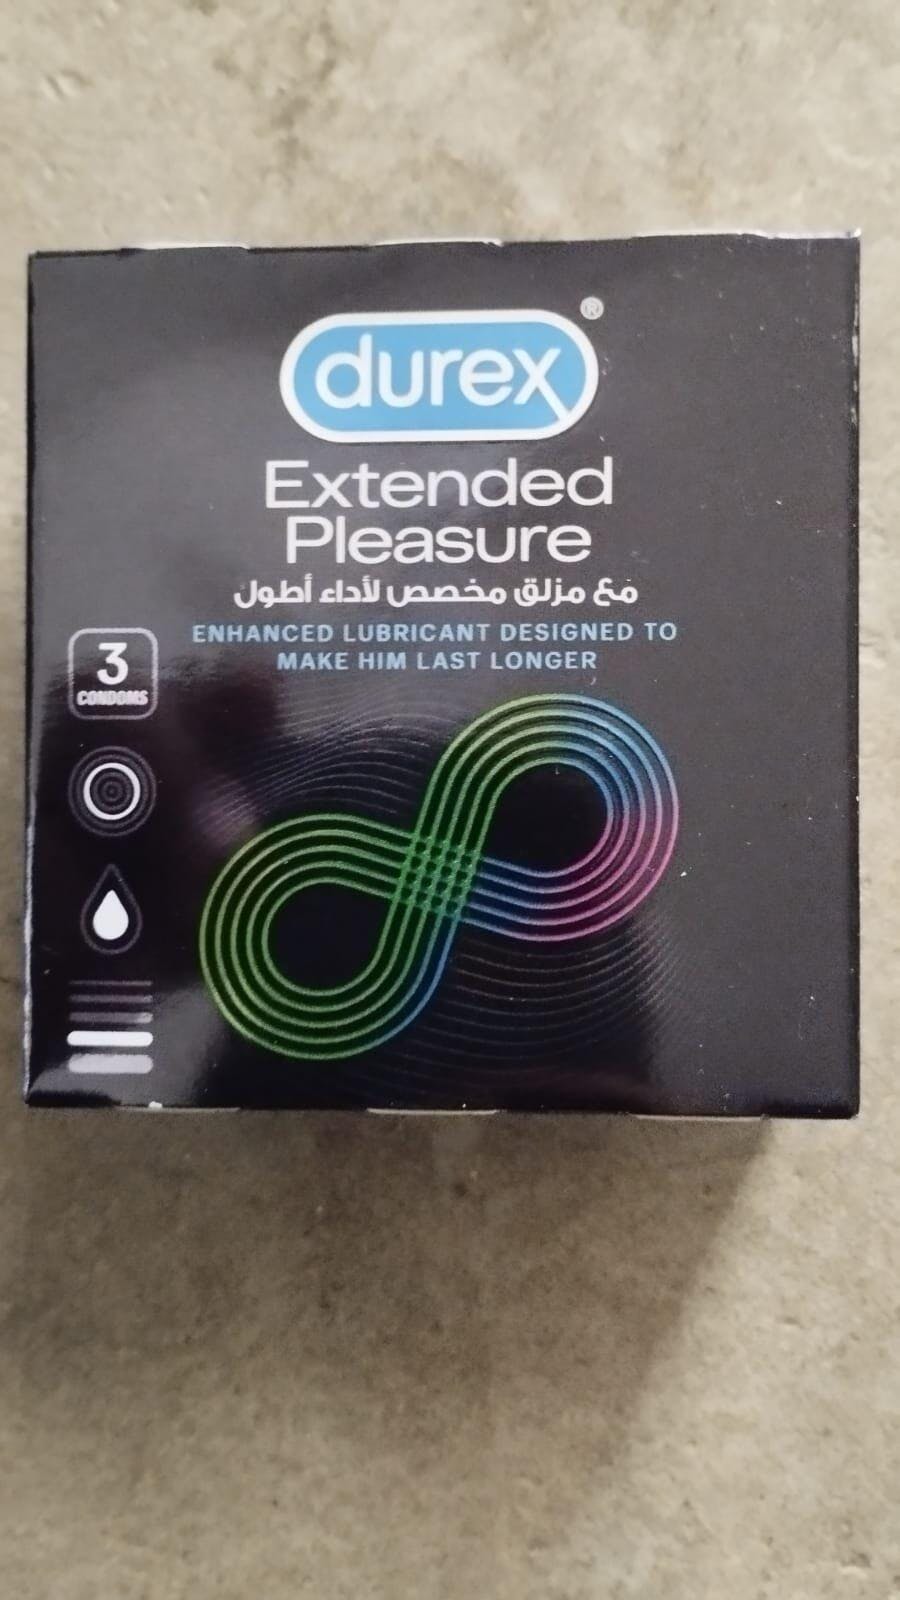 durex®
Extended
Pleasure
مع مزلق مخصص لأداء أطول
ENHANCED LUBRICANT DESIGNED TO
MAKE HIM LAST LONGER
3
CONDOMS